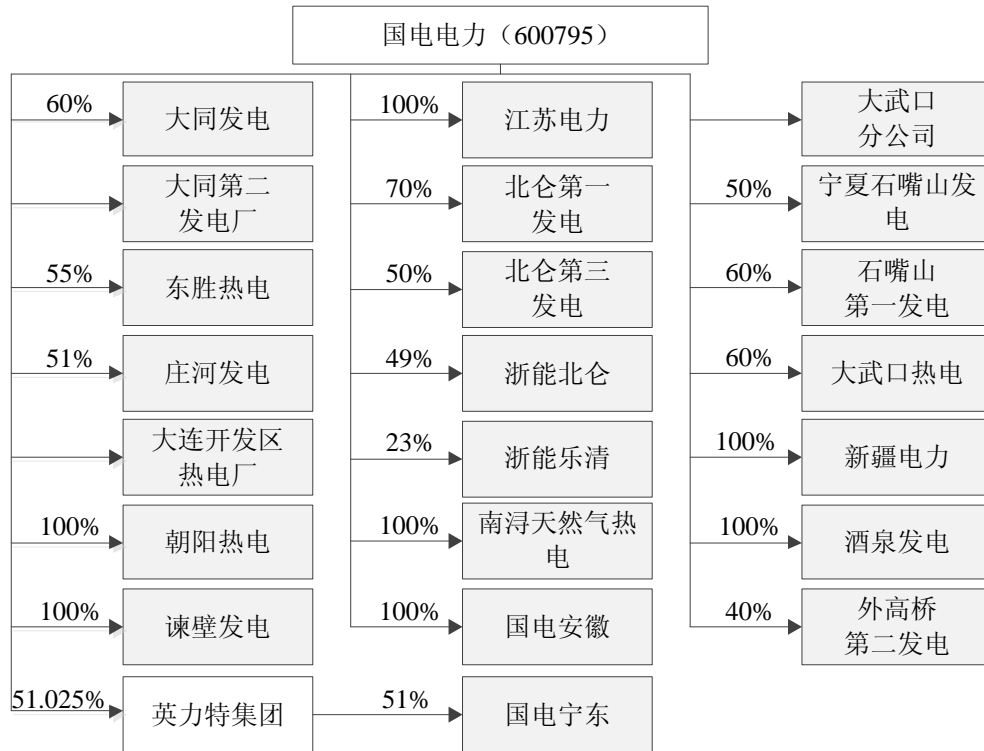 国电电力（600795）
60%
大同发电
大同第二
发电厂
55%
东胜热电
51%
庄河发电
大连开发区
热电厂
100%
朝阳热电
100%
谏壁发电
51.025%
英力特集团
100%
江苏电力
70%
北仑第一
发电
50%
北仑第三
发电
49%
浙能北仑
23%
浙能乐清
100%
南浔天然气热
电
100%
国电安徽
51%
国电宁东
大武口
分公司
50%
宁夏石嘴山发
电
60%
石嘴山
第一发电
60%
大武口热电
100%
新疆电力
100%
酒泉发电
40%
外高桥
第二发电